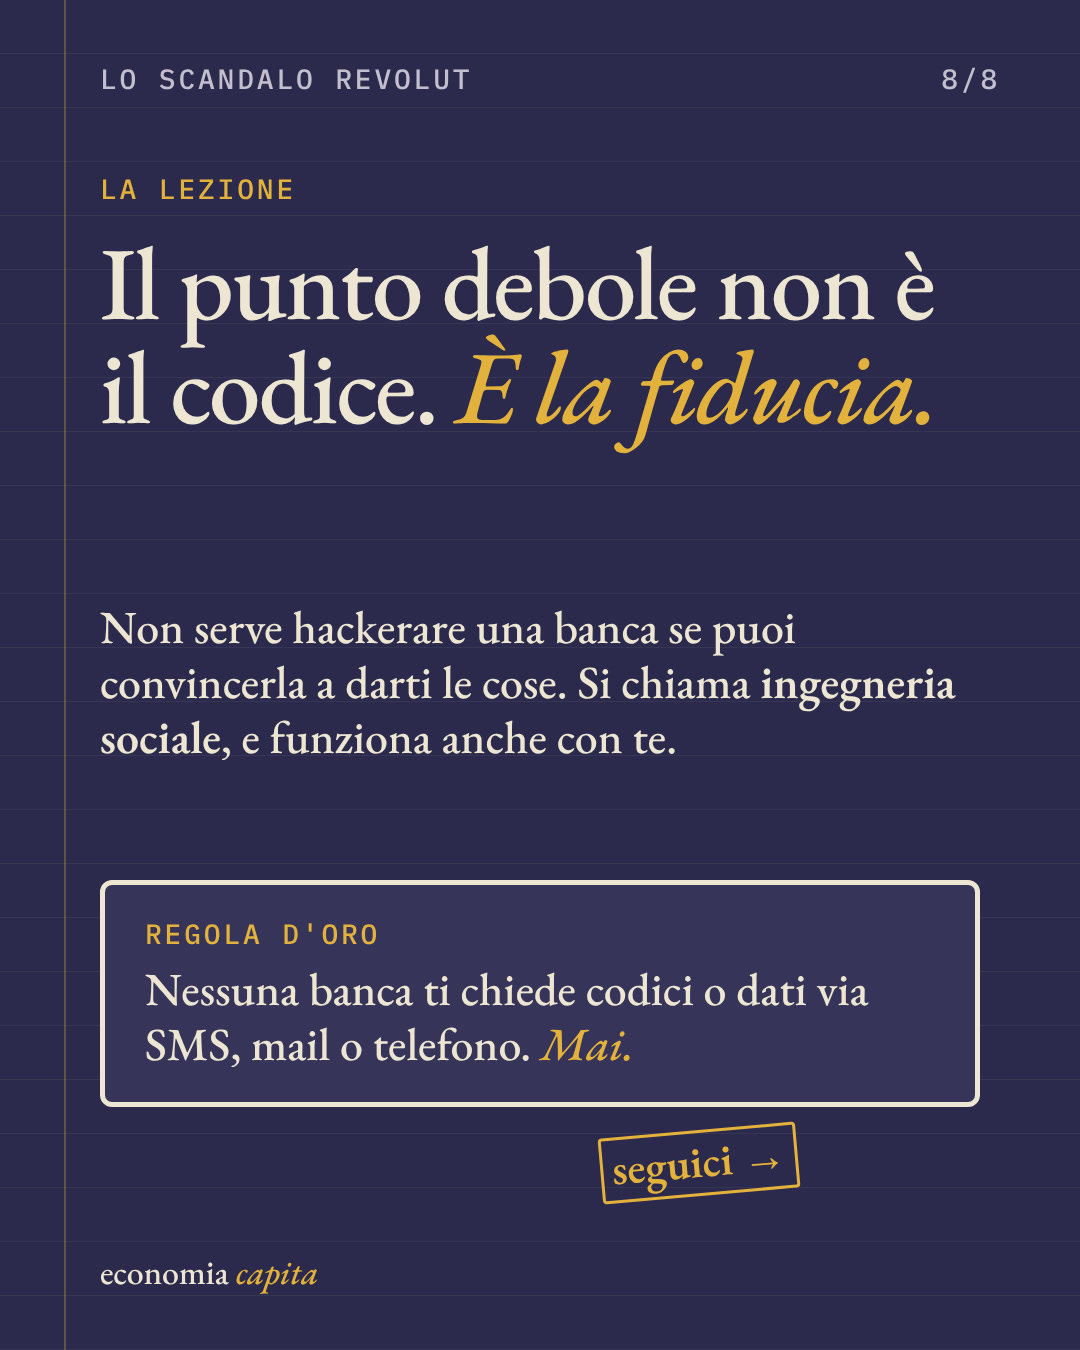 LO SCANDALO REVOLUT 8/8
LA LEZIONE
Il punto debole non è
il codice. È la fiducia.
Non serve hackerare una banca se puoi
convincerla a darti le cose. Si chiama ingegneria
sociale, e funziona anche con te.
REGOLA D'ORO
Nessuna banca ti chiede codici o dati via
SMS, mail o telefono. Mai.
seguici →
economia capita